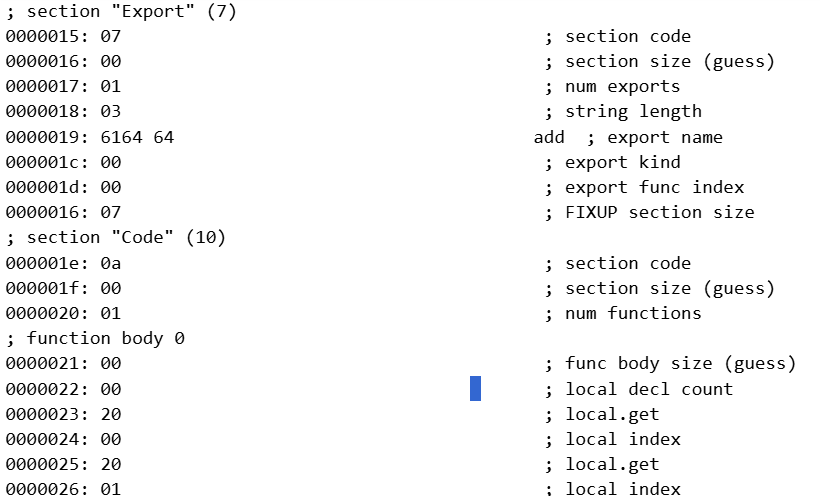 ; section "Export" (7)
0000015: 07 ; section code
0000016: 00 ; section size (guess)
0000017: 01 ; num exports
0000018: 03 ; string length
0000019: 6164 64 add ; export name
000001c: 00 ; export kind
000001d: 00 ; export func index
0000016: 07 ; FIXUP section size
; section "Code" (10)
000001e: 0a ; section code
000001f: 00 ; section size (guess)
0000020: 01 ; num functions
; function body 0
0000021: 00 ; func body size (guess)
0000022: 00 ; local decl count
0000023: 20 ; local.get
0000024: 00 ; local index
0000025: 20 ; local.get
0000026: 01 ; local index